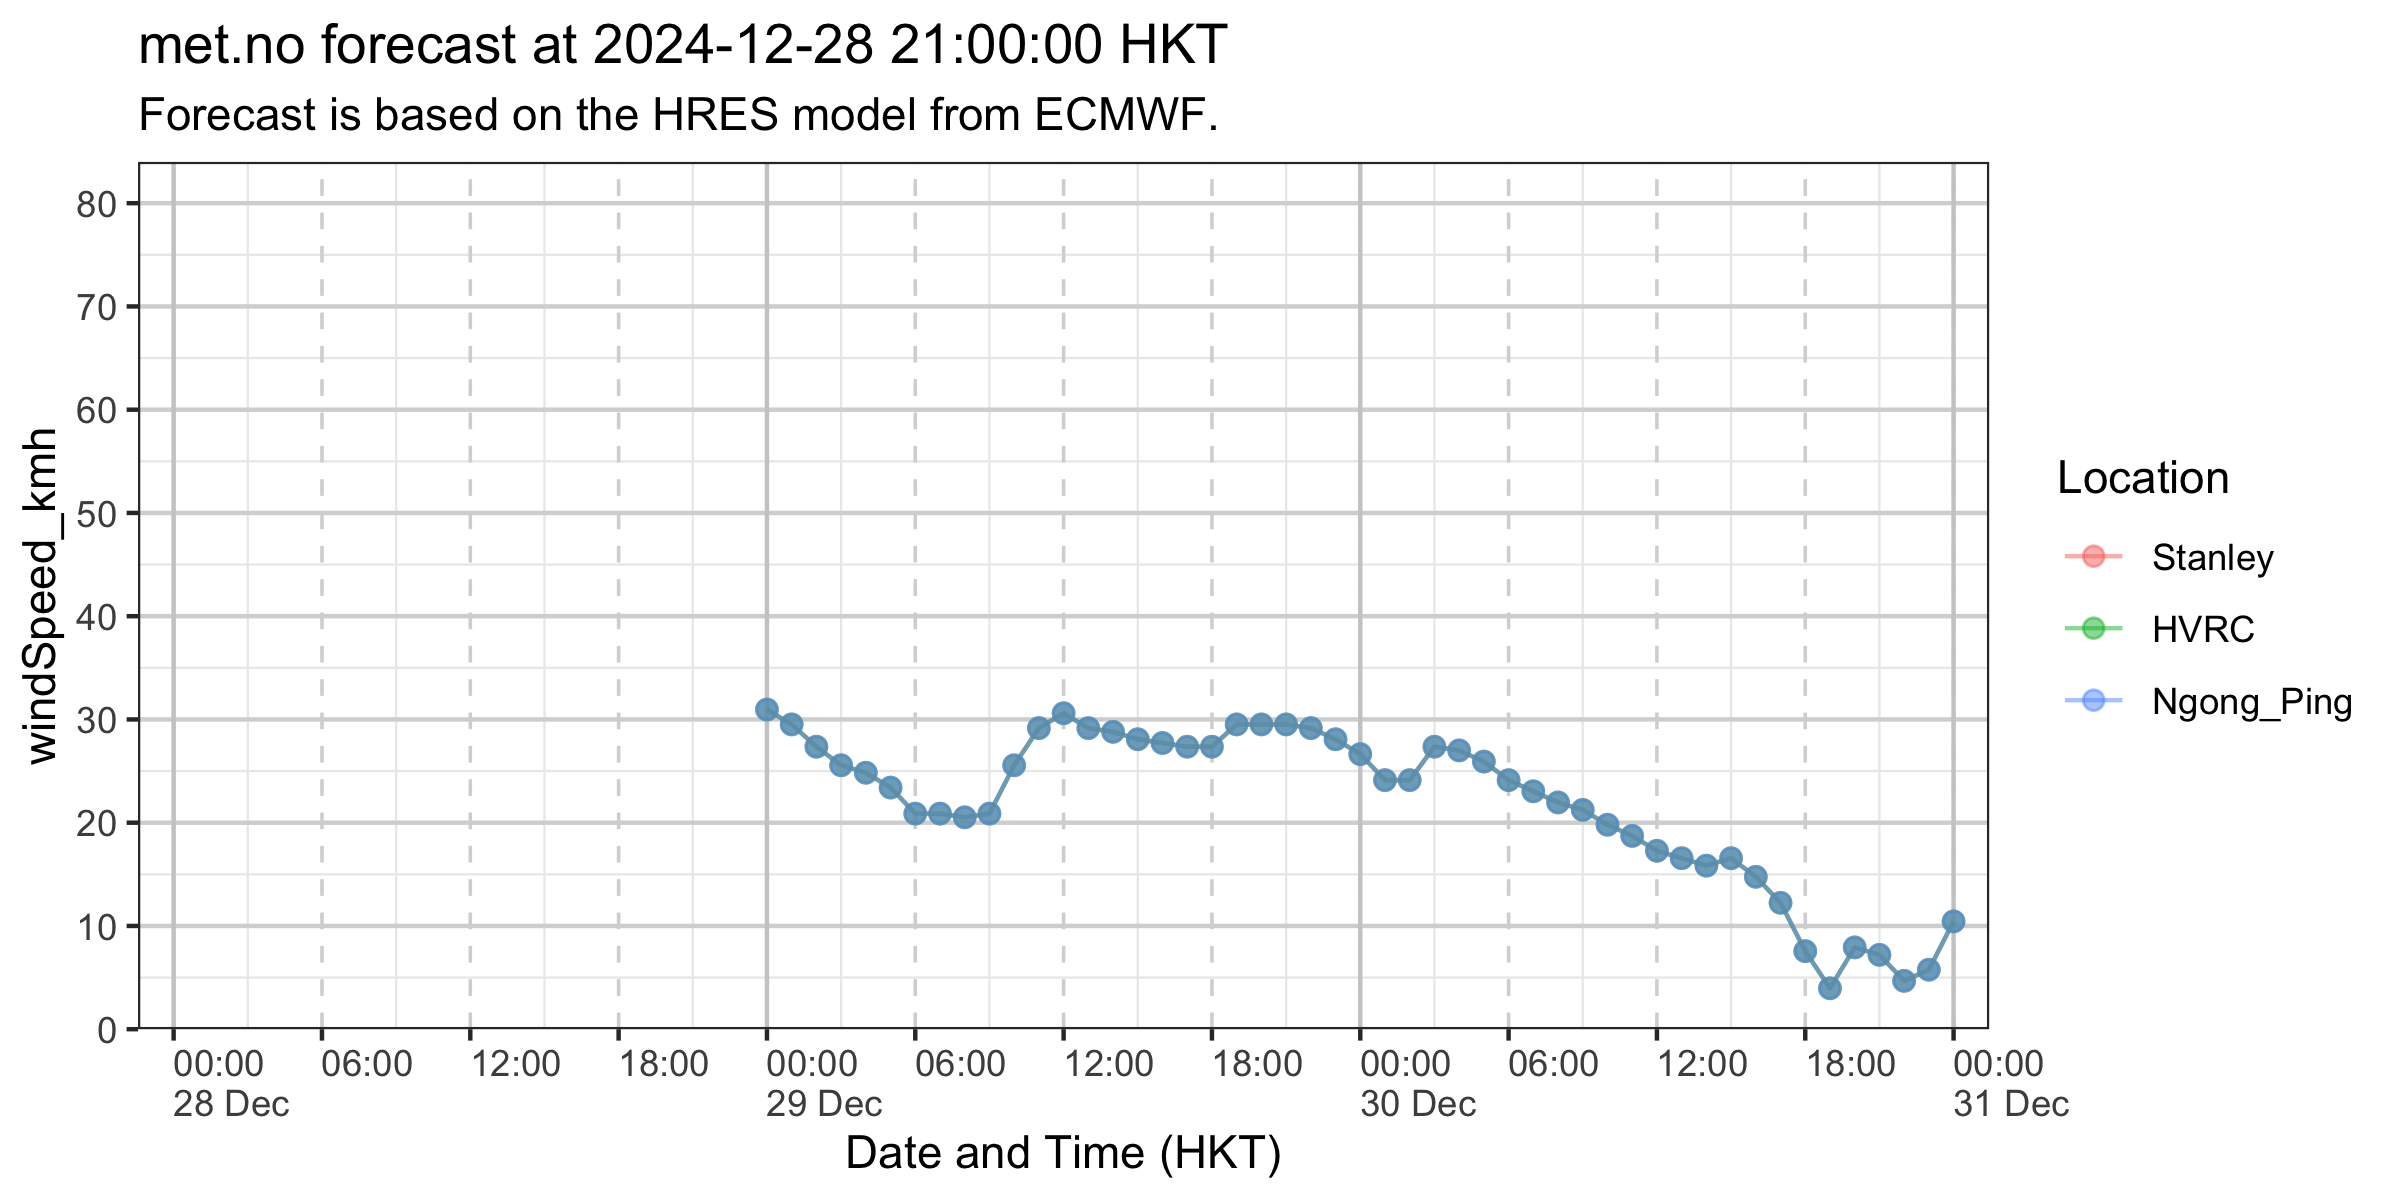 met.no forecast at 2024-12-28 21:00:00 HKT
Forecast is based on the HRES model from ECMWF.
windSpeed_kmh
80
70
60
50
40
30
20
10
0
00:00 06:00 12:00 18:00 00:00 06:00 12:00 18:00 00:00 06:00 12:00 18:00 00:00
28 Dec 29 Dec 30 Dec 31 Dec
Date and Time (HKT)
Location
Stanley
HVRC
Ngong_Ping